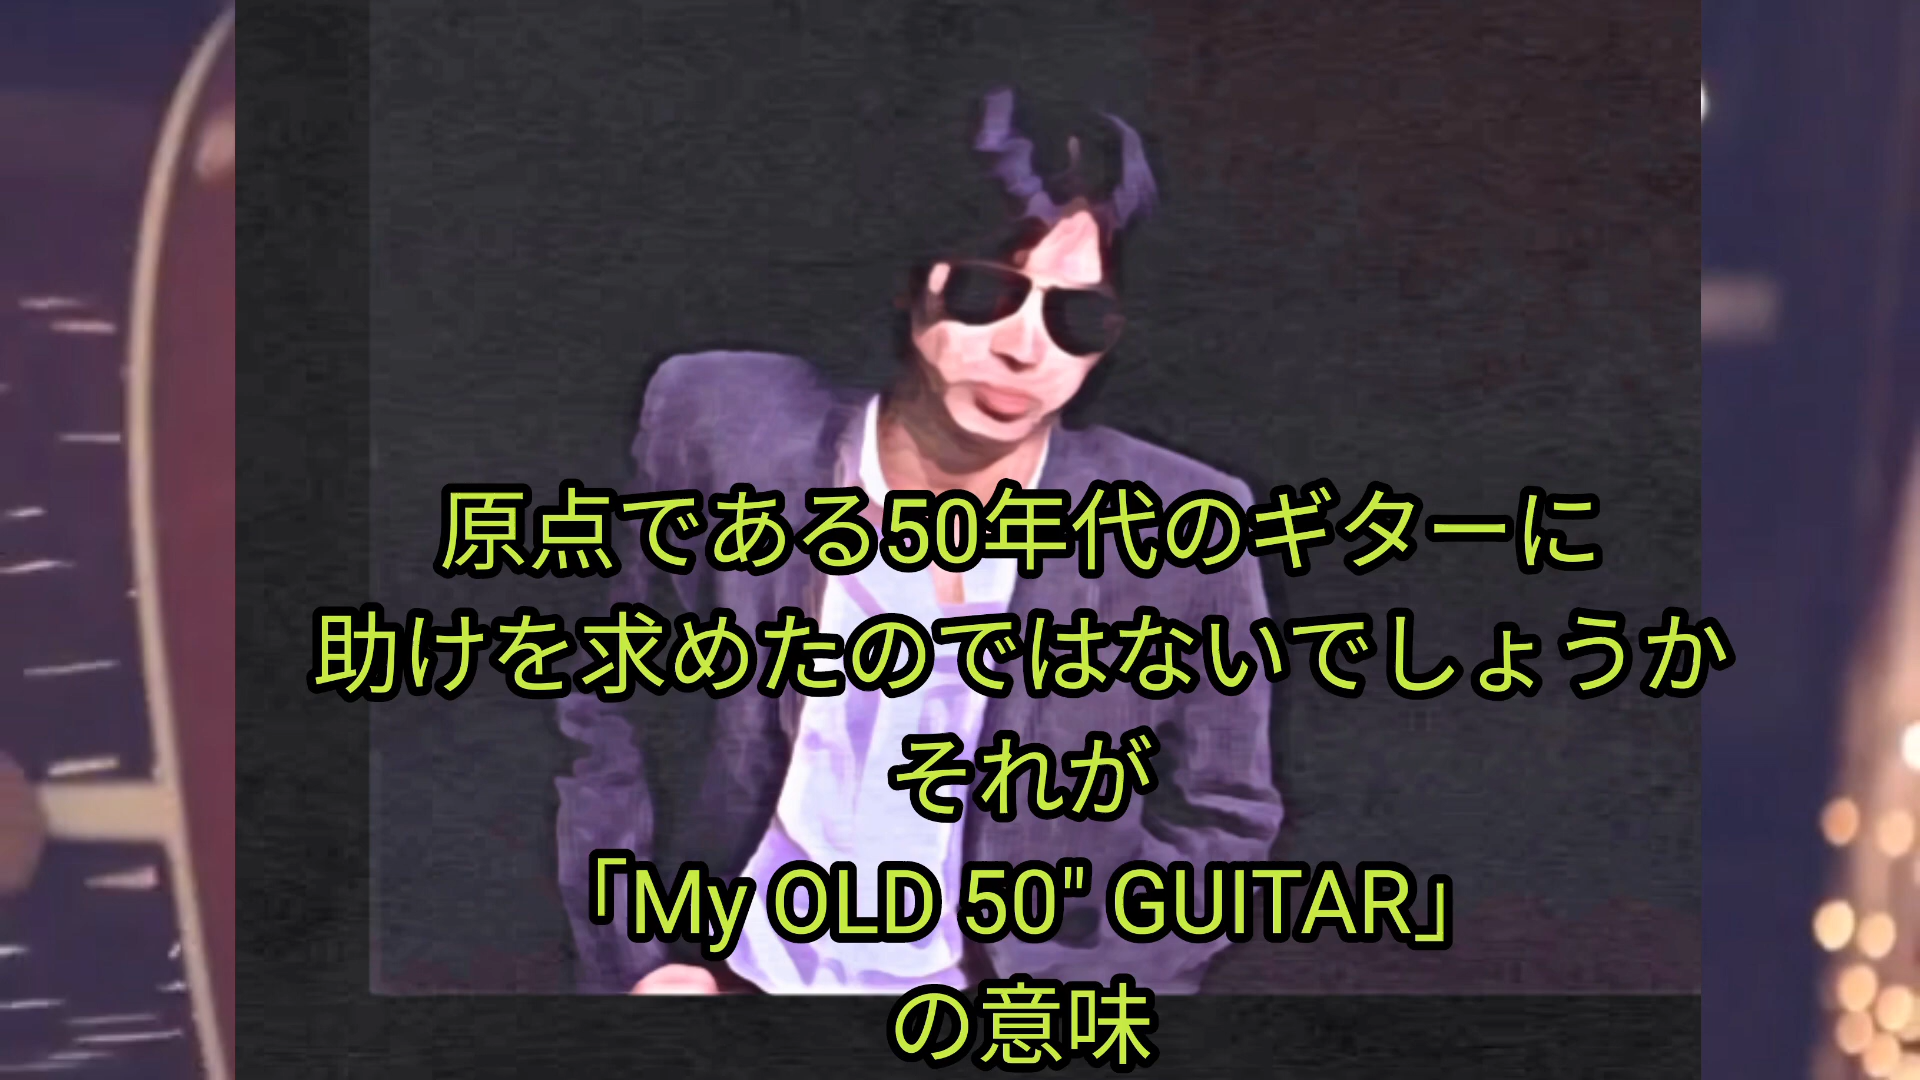 原点である50年代のギターに
助けを求めたのではないでしょうか
それが
「My OLD 50" GUITAR」
の意味